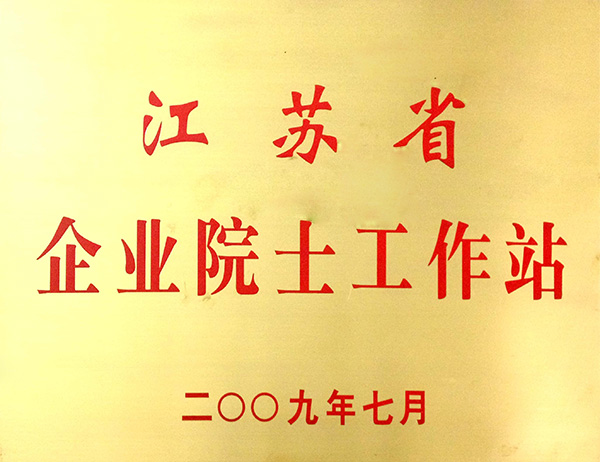 江苏省
企业院士工作站
二〇〇九年七月